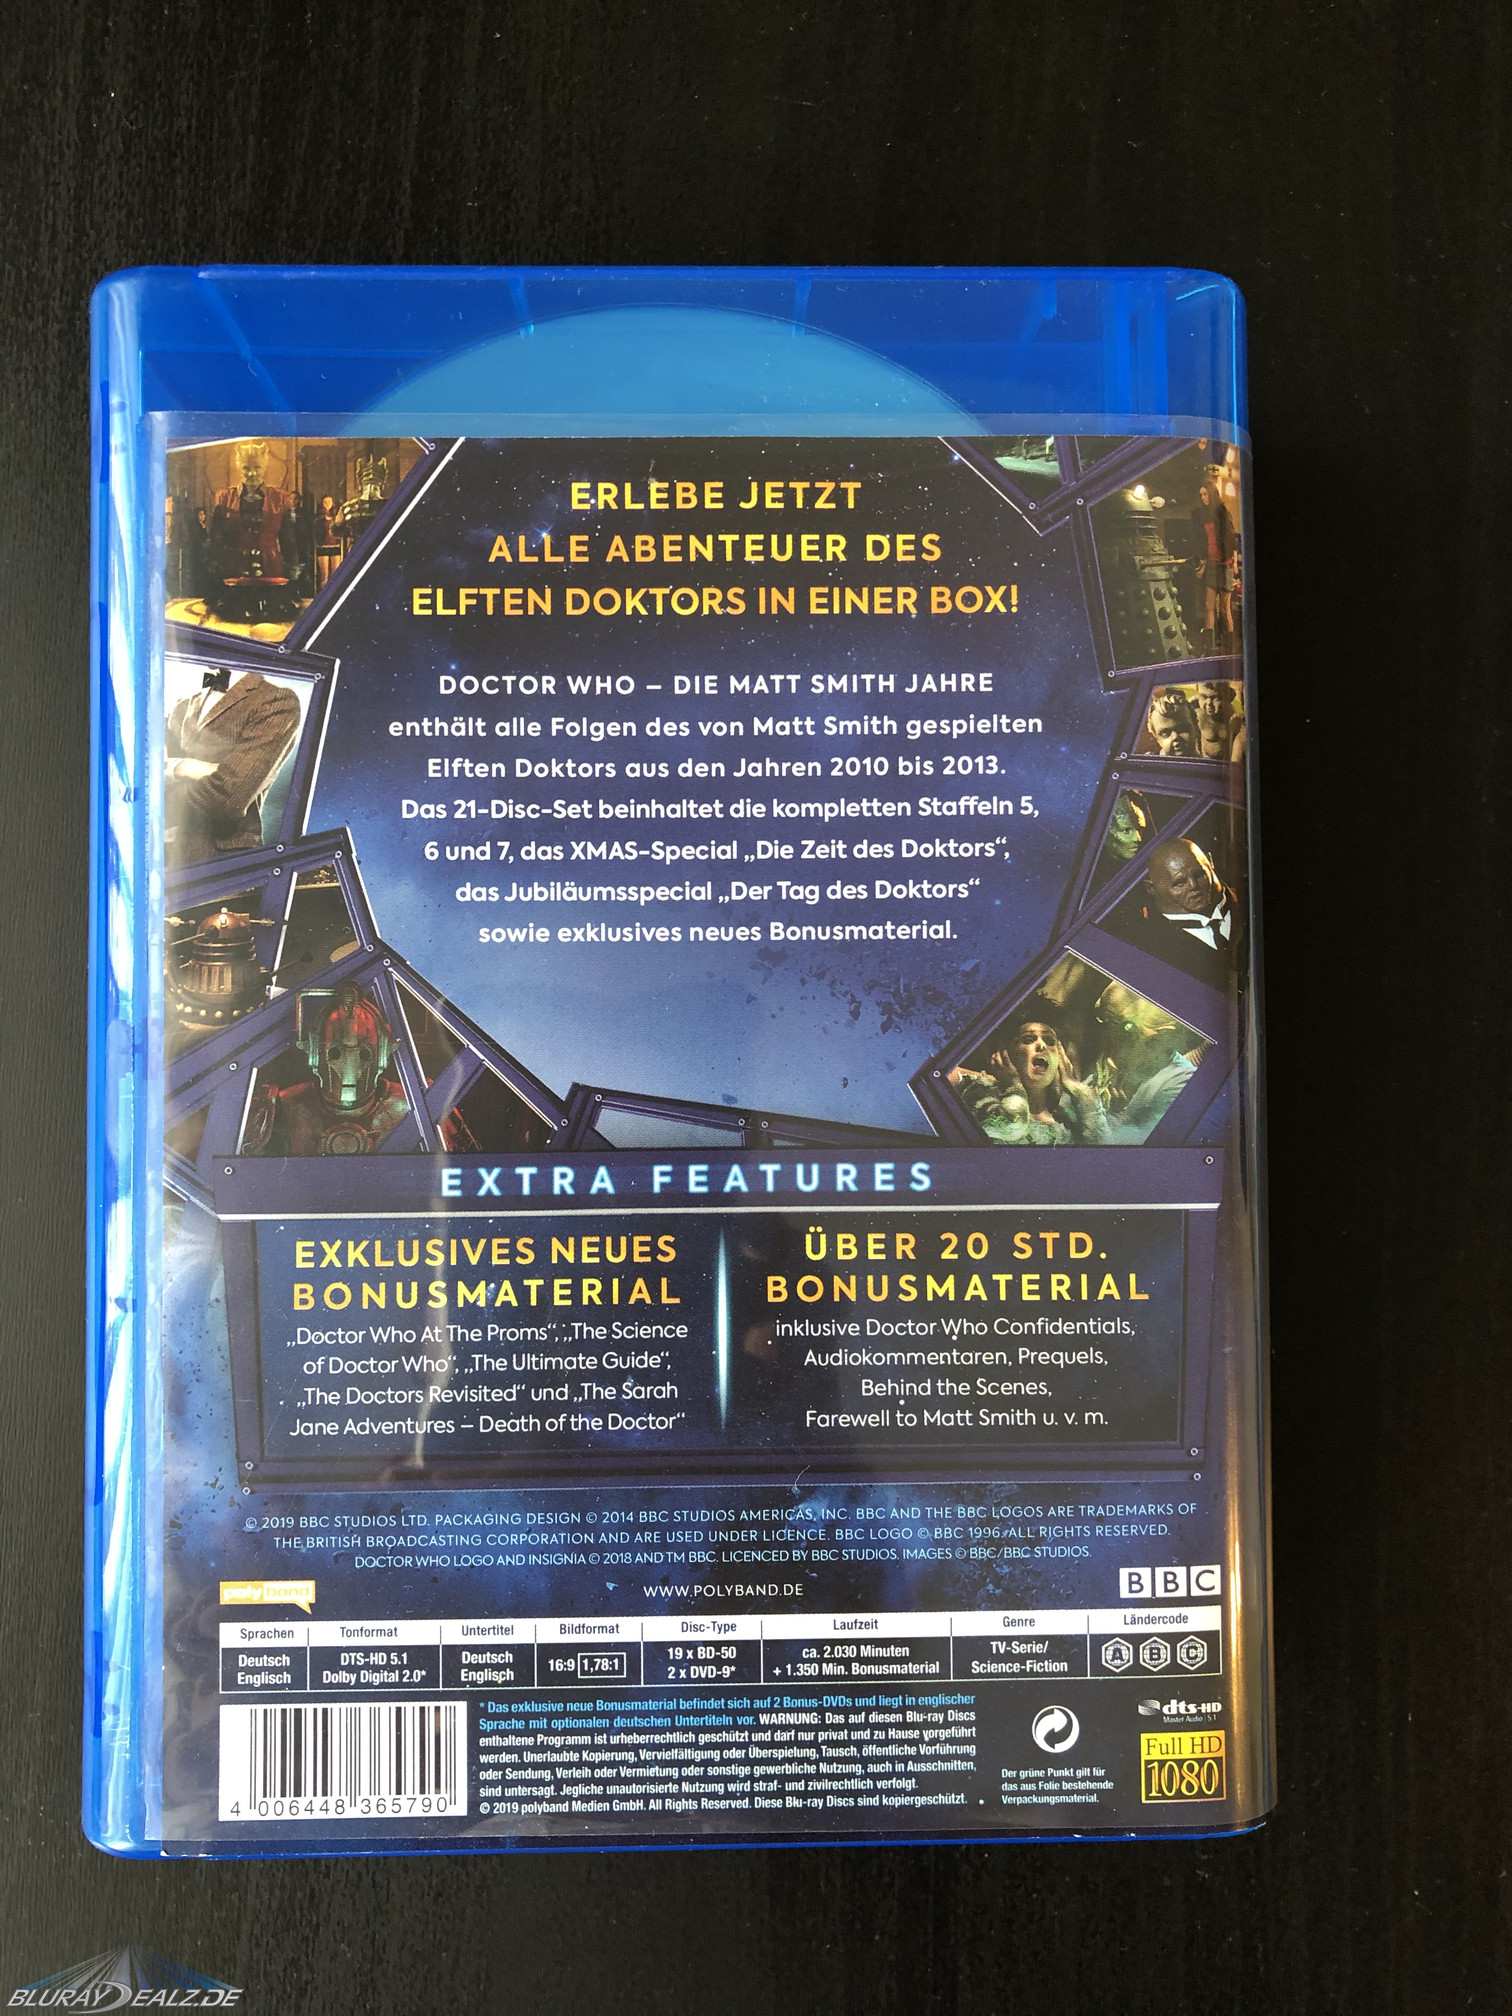 ERLEBE JETZT
ALLE ABENTEUER DES
ELFTEN DOKTORS IN EINER BOX!
DOCTOR WHO – DIE MATT SMITH JAHRE
enthält alle Folgen des von Matt Smith gespielten
Elften Doktors aus den Jahren 2010 bis 2013.
Das 21-Disc-Set beinhaltet die kompletten Staffeln 5,
6 und 7, das XMAS-Special „Die Zeit des Doktors“,
das Jubiläumsspecial „Der Tag des Doktors“
sowie exklusives neues Bonusmaterial.
EXTRA FEATURES
EXKLUSIVES NEUES
BONUSMATERIAL
„Doctor Who At The Proms“, „The Science
of Doctor Who“, „The Ultimate Guide“,
„The Doctors Revisited“ und „The Sarah
Jane Adventures – Death of the Doctor“
ÜBER 20 STD.
BONUSMATERIAL
inklusive Doctor Who Confidentials,
Audiokommentaren, Prequels,
Behind the Scenes,
Farewell to Matt Smith u. v. m.
© 2019 BBC STUDIOS LTD. PACKAGING DESIGN © 2014 BBC STUDIOS AMERICAS, INC. BBC AND THE BBC LOGOS ARE TRADEMARKS OF
THE BRITISH BROADCASTING CORPORATION AND ARE USED UNDER LICENCE. BBC LOGO © BBC 1996. ALL RIGHTS RESERVED.
DOCTOR WHO LOGO AND INSIGNIA © 2018 AND TM BBC. LICENCED BY BBC STUDIOS. IMAGES © BBC/BBC STUDIOS.
polyband
WWW.POLYBAND.DE
BBC
Sprachen Tonformat Untertitel Bildformat Disc-Type Laufzeit Genre Ländercode
Deutsch DTS-HD 5.1 Deutsch 16:9 1,78:1 19 x BD-50 ca. 2.030 Minuten TV-Serie/ A B C
Englisch Dolby Digital 2.0* Englisch 2 x DVD-9* + 1.350 Min. Bonusmaterial Science-Fiction
* Das exklusive neue Bonusmaterial befindet sich auf 2 Bonus-DVDs und liegt in englischer
Sprache mit optionalen deutschen Untertiteln vor. WARNUNG: Das auf diesen Blu-ray Discs
enthaltene Programm ist urheberrechtlich geschützt und darf nur privat und zu Hause vorgeführt
werden. Unerlaubte Kopierung, Vervielfältigung oder Überspielung, Tausch, öffentliche Vorführung
oder Sendung, Verleih oder Vermietung oder sonstige gewerbliche Nutzung, auch in Ausschnitten,
sind untersagt. Jegliche unautorisierte Nutzung wird straf- und zivilrechtlich verfolgt.
© 2019 polyband Medien GmbH. All Rights Reserved. Diese Blu-ray Discs sind kopiergeschützt.
4 006448 365790
Der grüne Punkt gilt für
das aus Folie bestehende
Verpackungsmaterial.
dts-HD
Master Audio | 5.1
Full HD
1080
BLURAYDEALZ.DE